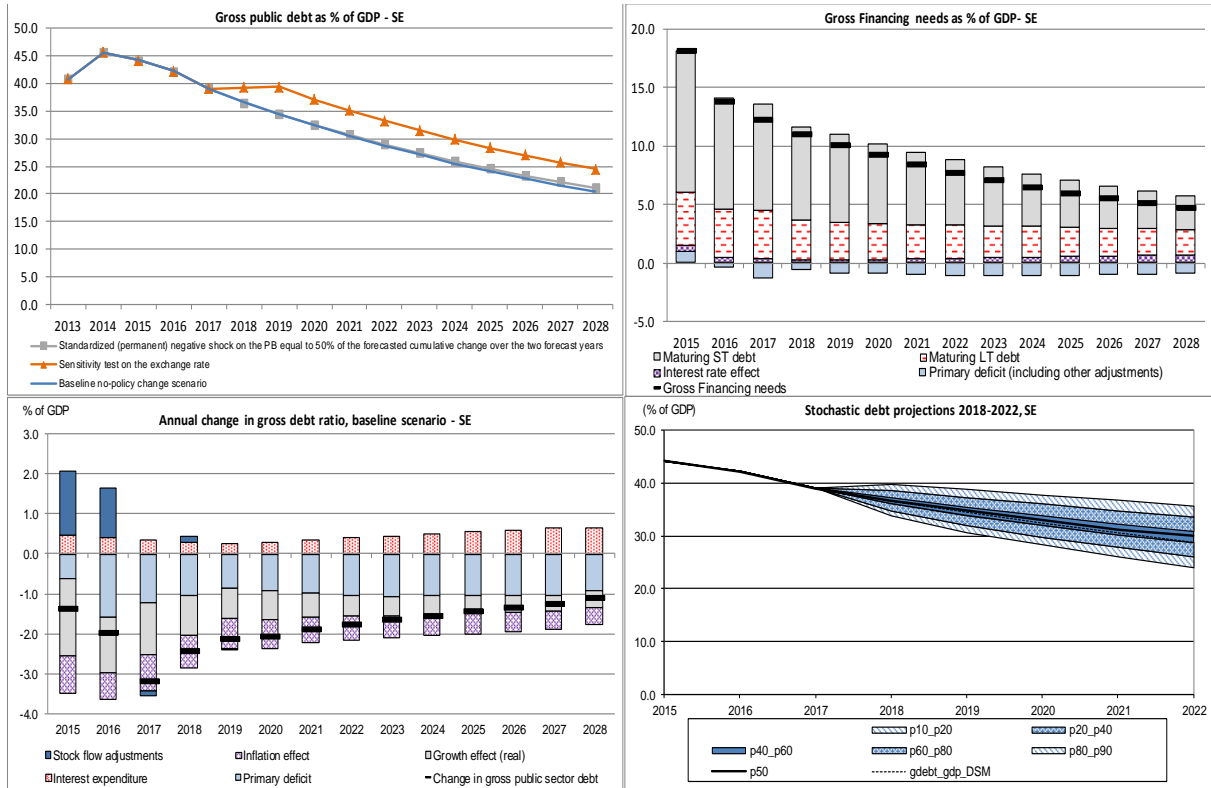 Gross public debt as % of GDP - SE
50.0
45.0
40.0
35.0
30.0
25.0
20.0
15.0
10.0
5.0
0.0
2013 2014 2015 2016 2017 2018 2019 2020 2021 2022 2023 2024 2025 2026 2027 2028
Standardized (permanent) negative shock on the PB equal to 50% of the forecasted cumulative change over the two forecast years
Sensitivity test on the exchange rate
Baseline no-policy change scenario
Gross Financing needs as % of GDP- SE
20.0
15.0
10.0
5.0
0.0
-5.0
2015 2016 2017 2018 2019 2020 2021 2022 2023 2024 2025 2026 2027 2028
Maturing ST debt Maturing LT debt
Interest rate effect Primary deficit (including other adjustments)
Gross Financing needs
% of GDP
Annual change in gross debt ratio, baseline scenario - SE
3.0
2.0
1.0
0.0
-1.0
-2.0
-3.0
-4.0
2015 2016 2017 2018 2019 2020 2021 2022 2023 2024 2025 2026 2027 2028
Stock flow adjustments Inflation effect Growth effect (real)
Interest expenditure Primary deficit Change in gross public sector debt
(% of GDP)
Stochastic debt projections 2018-2022, SE
50.0
40.0
30.0
20.0
10.0
0.0
2015 2016 2017 2018 2019 2020 2021 2022
p10_p20 p20_p40
p40_p60 p60_p80 p80_p90
p50 gdebt_gdp_DSM